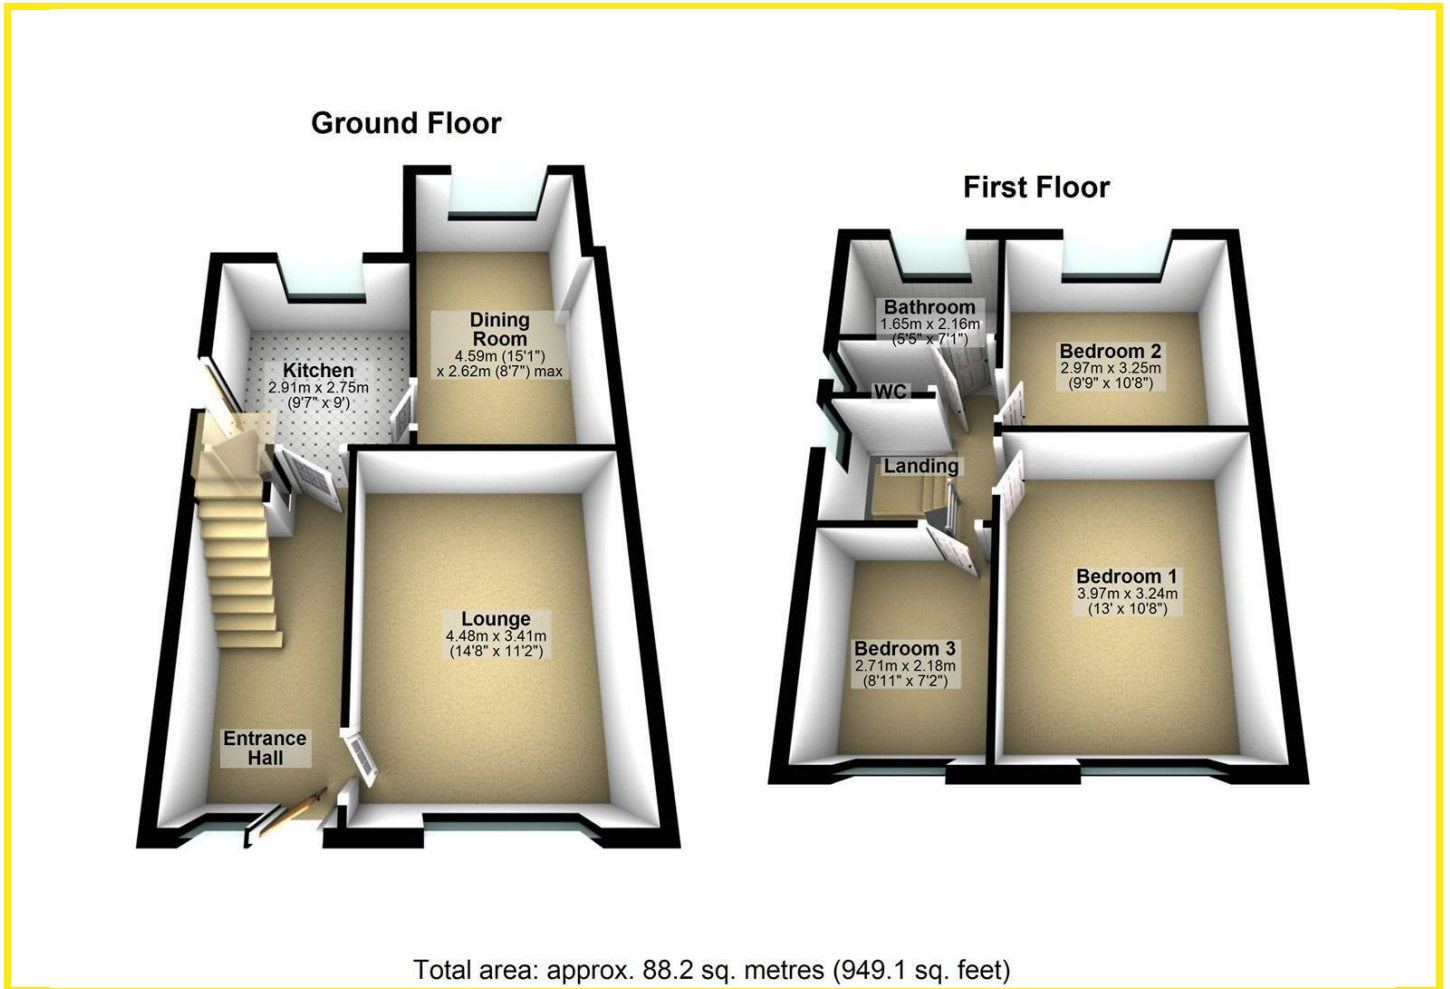 Ground Floor
Dining
Room
4.59m (15'1")
x 2.62m (8'7") max
Kitchen
2.91m x 2.75m
(9'7" x 9')
Lounge
4.48m x 3.41m
(14'8" x 11'2")
Entrance
Hall
First Floor
Bathroom
1.65m x 2.16m
(5'5" x 7'1")
Bedroom 2
2.97m x 3.25m
(9'9" x 10'8")
WC
Landing
Bedroom 1
3.97m x 3.24m
(13' x 10'8")
Bedroom 3
2.71m x 2.18m
(8'11" x 7'2")
Total area: approx. 88.2 sq. metres (949.1 sq. feet)